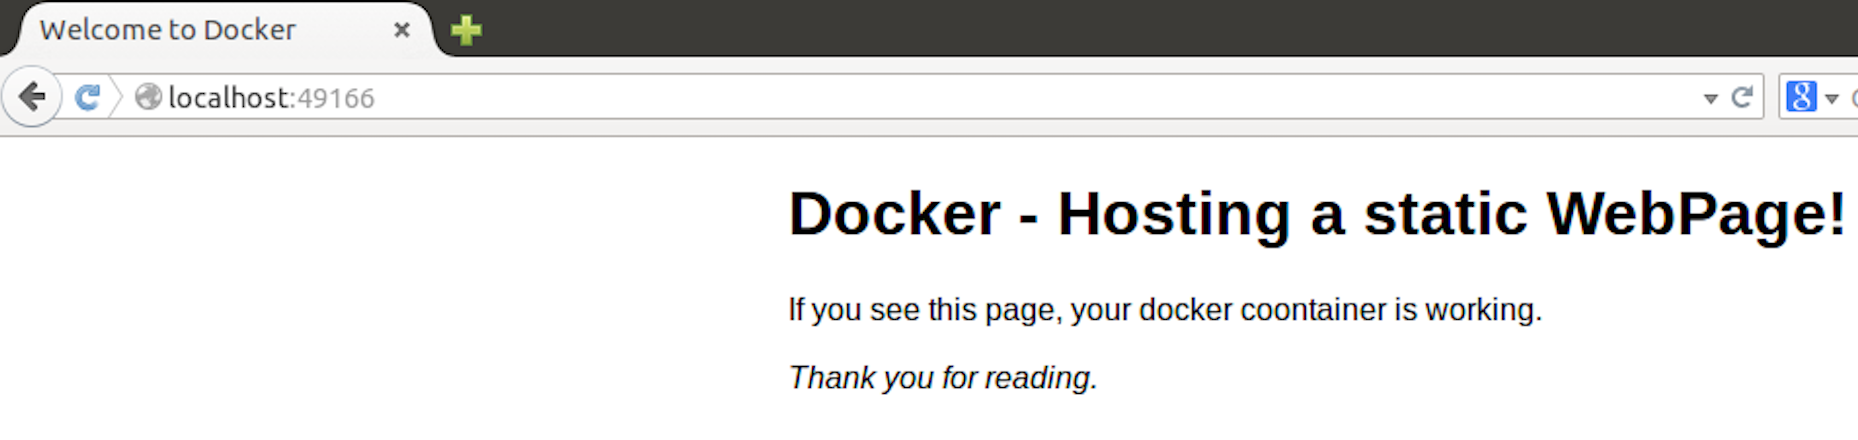 Welcome to Docker
localhost:49166
Docker - Hosting a static WebPage!
If you see this page, your docker coontainer is working.
Thank you for reading.